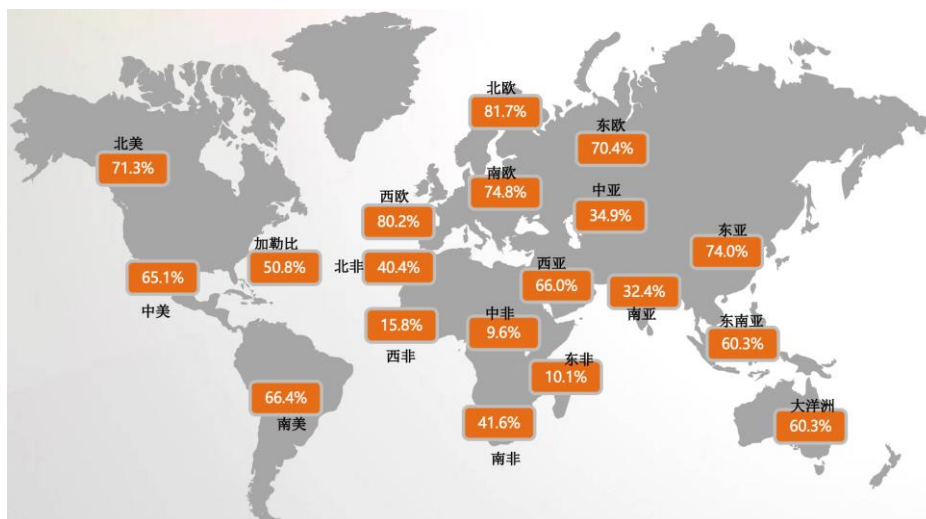 北欧
81.7%
东欧
70.4%
北美
71.3%
南欧
74.8%
西欧
80.2%
中亚
34.9%
东亚
74.0%
加勒比
50.8%
中美
65.1%
北非
40.4%
西亚
66.0%
南亚
32.4%
西非
15.8%
中非
9.6%
东南亚
60.3%
东非
10.1%
南美
66.4%
南非
41.6%
大洋洲
60.3%